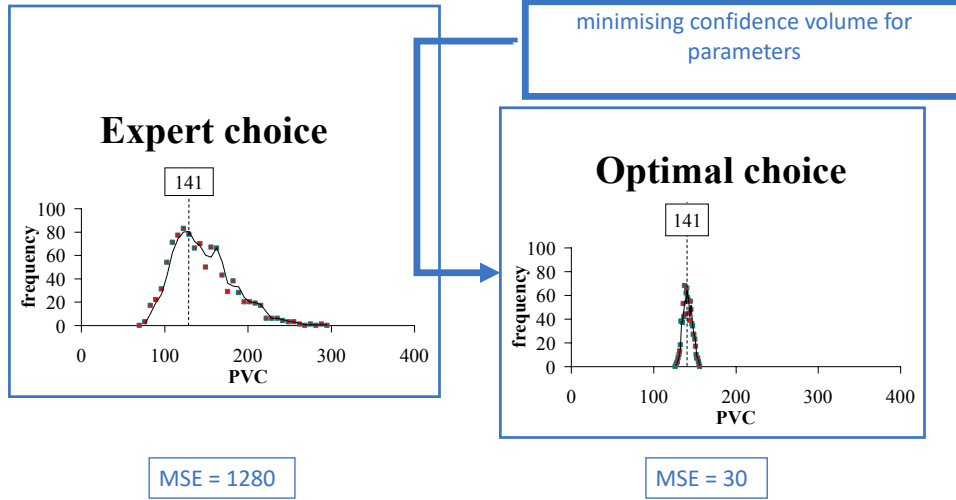 minimising confidence volume for
parameters
Expert choice
141
100
80
60
40
20
0
frequency
0 100 200 300 400
PVC
Optimal choice
141
100
80
60
40
20
0
frequency
0 100 200 300 400
PVC
MSE = 1280
MSE = 30